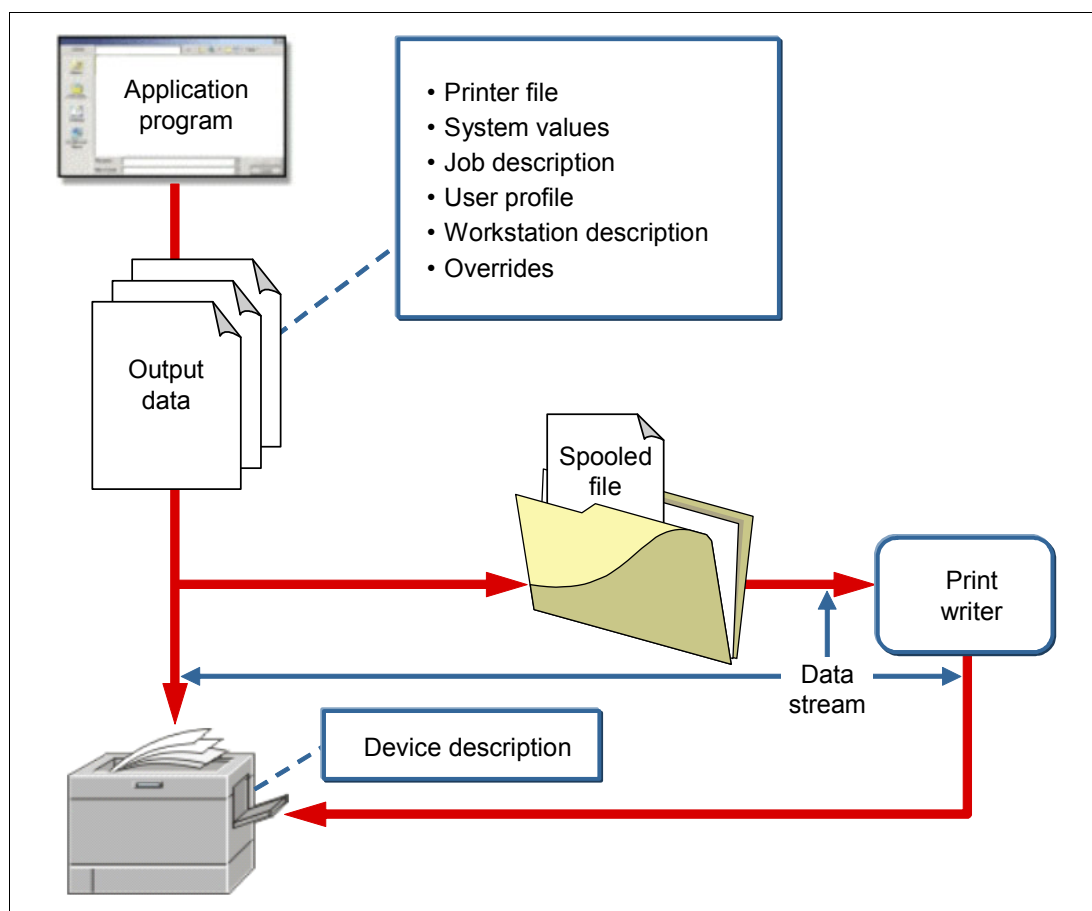 Application
program
• Printer file
• System values
• Job description
• User profile
• Workstation description
• Overrides
Output
data
Spooled
file
Print
writer
Data
stream
Device description